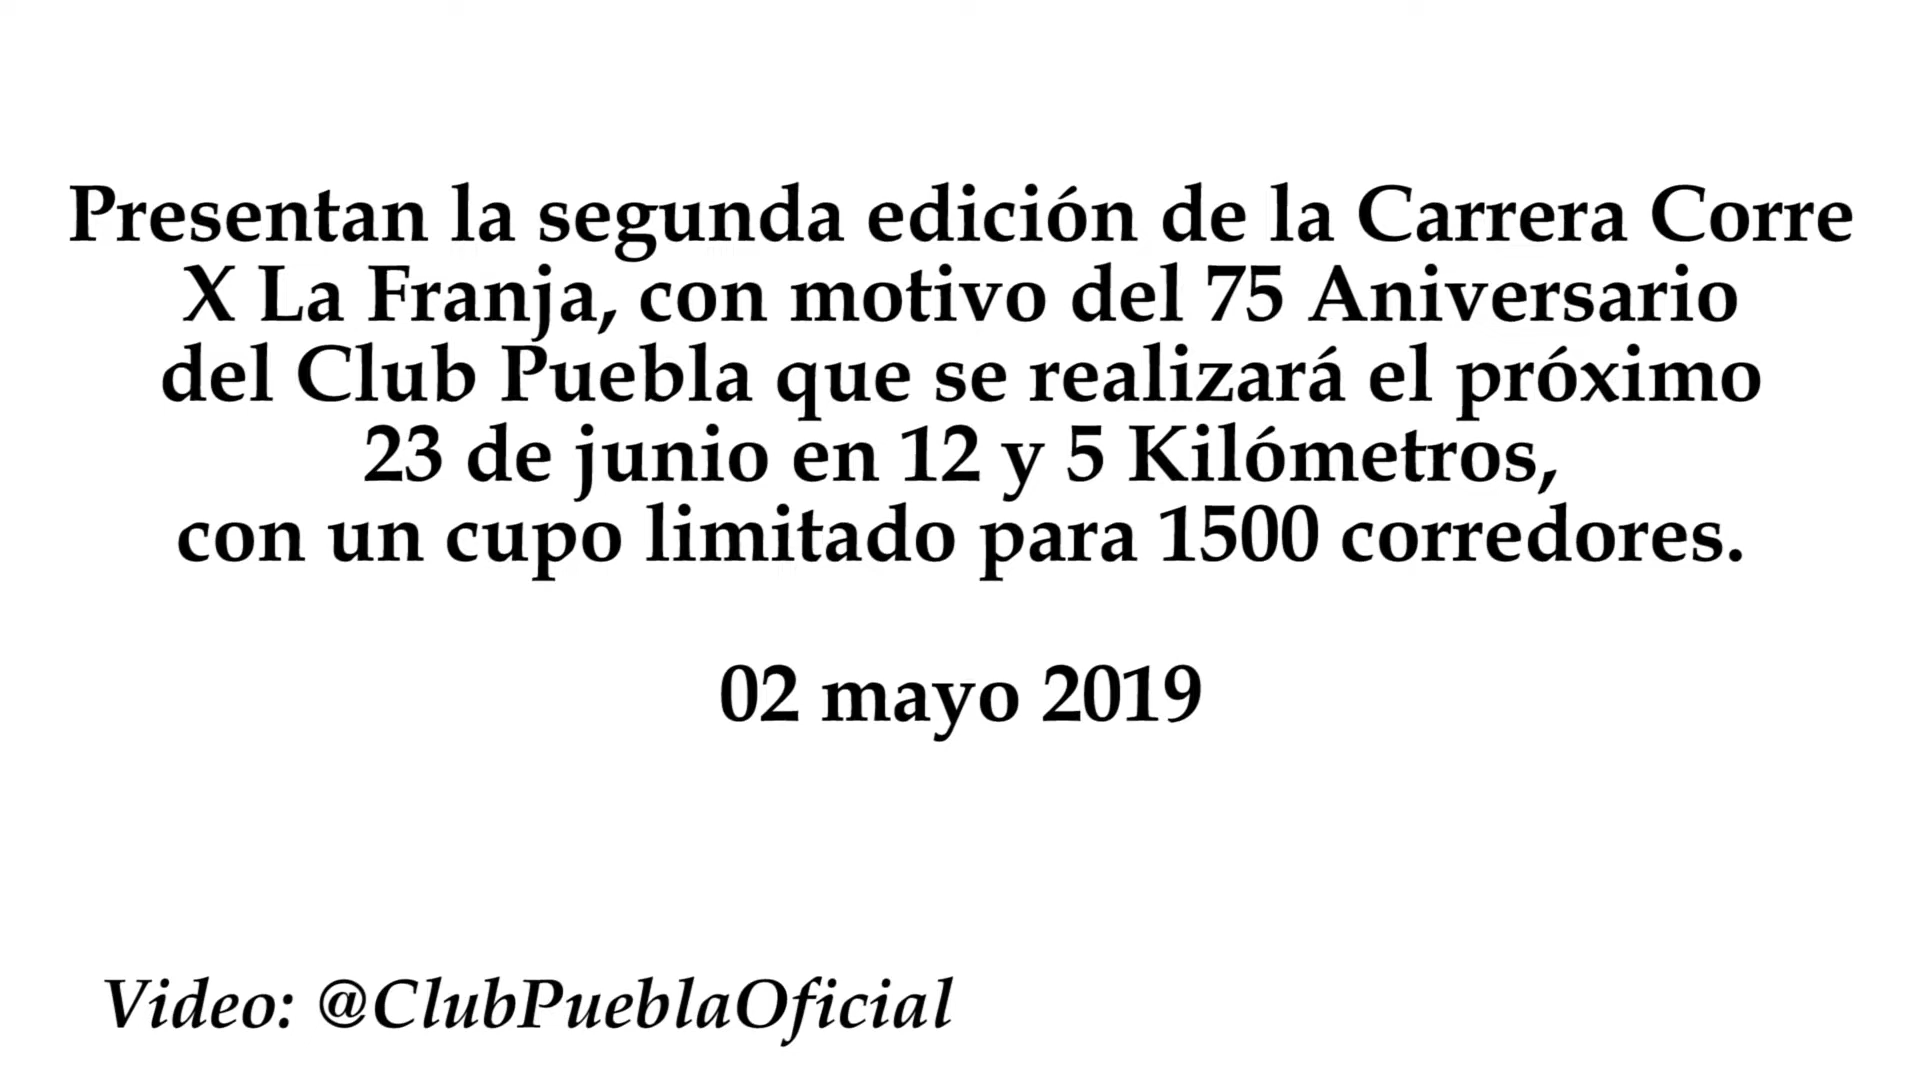 Presentan la segunda edición de la Carrera Corre
X La Franja, con motivo del 75 Aniversario
del Club Puebla que se realizará el próximo
23 de junio en 12 y 5 Kilómetros,
con un cupo limitado para 1500 corredores.
02 mayo 2019
Video: @ClubPueblaOficial